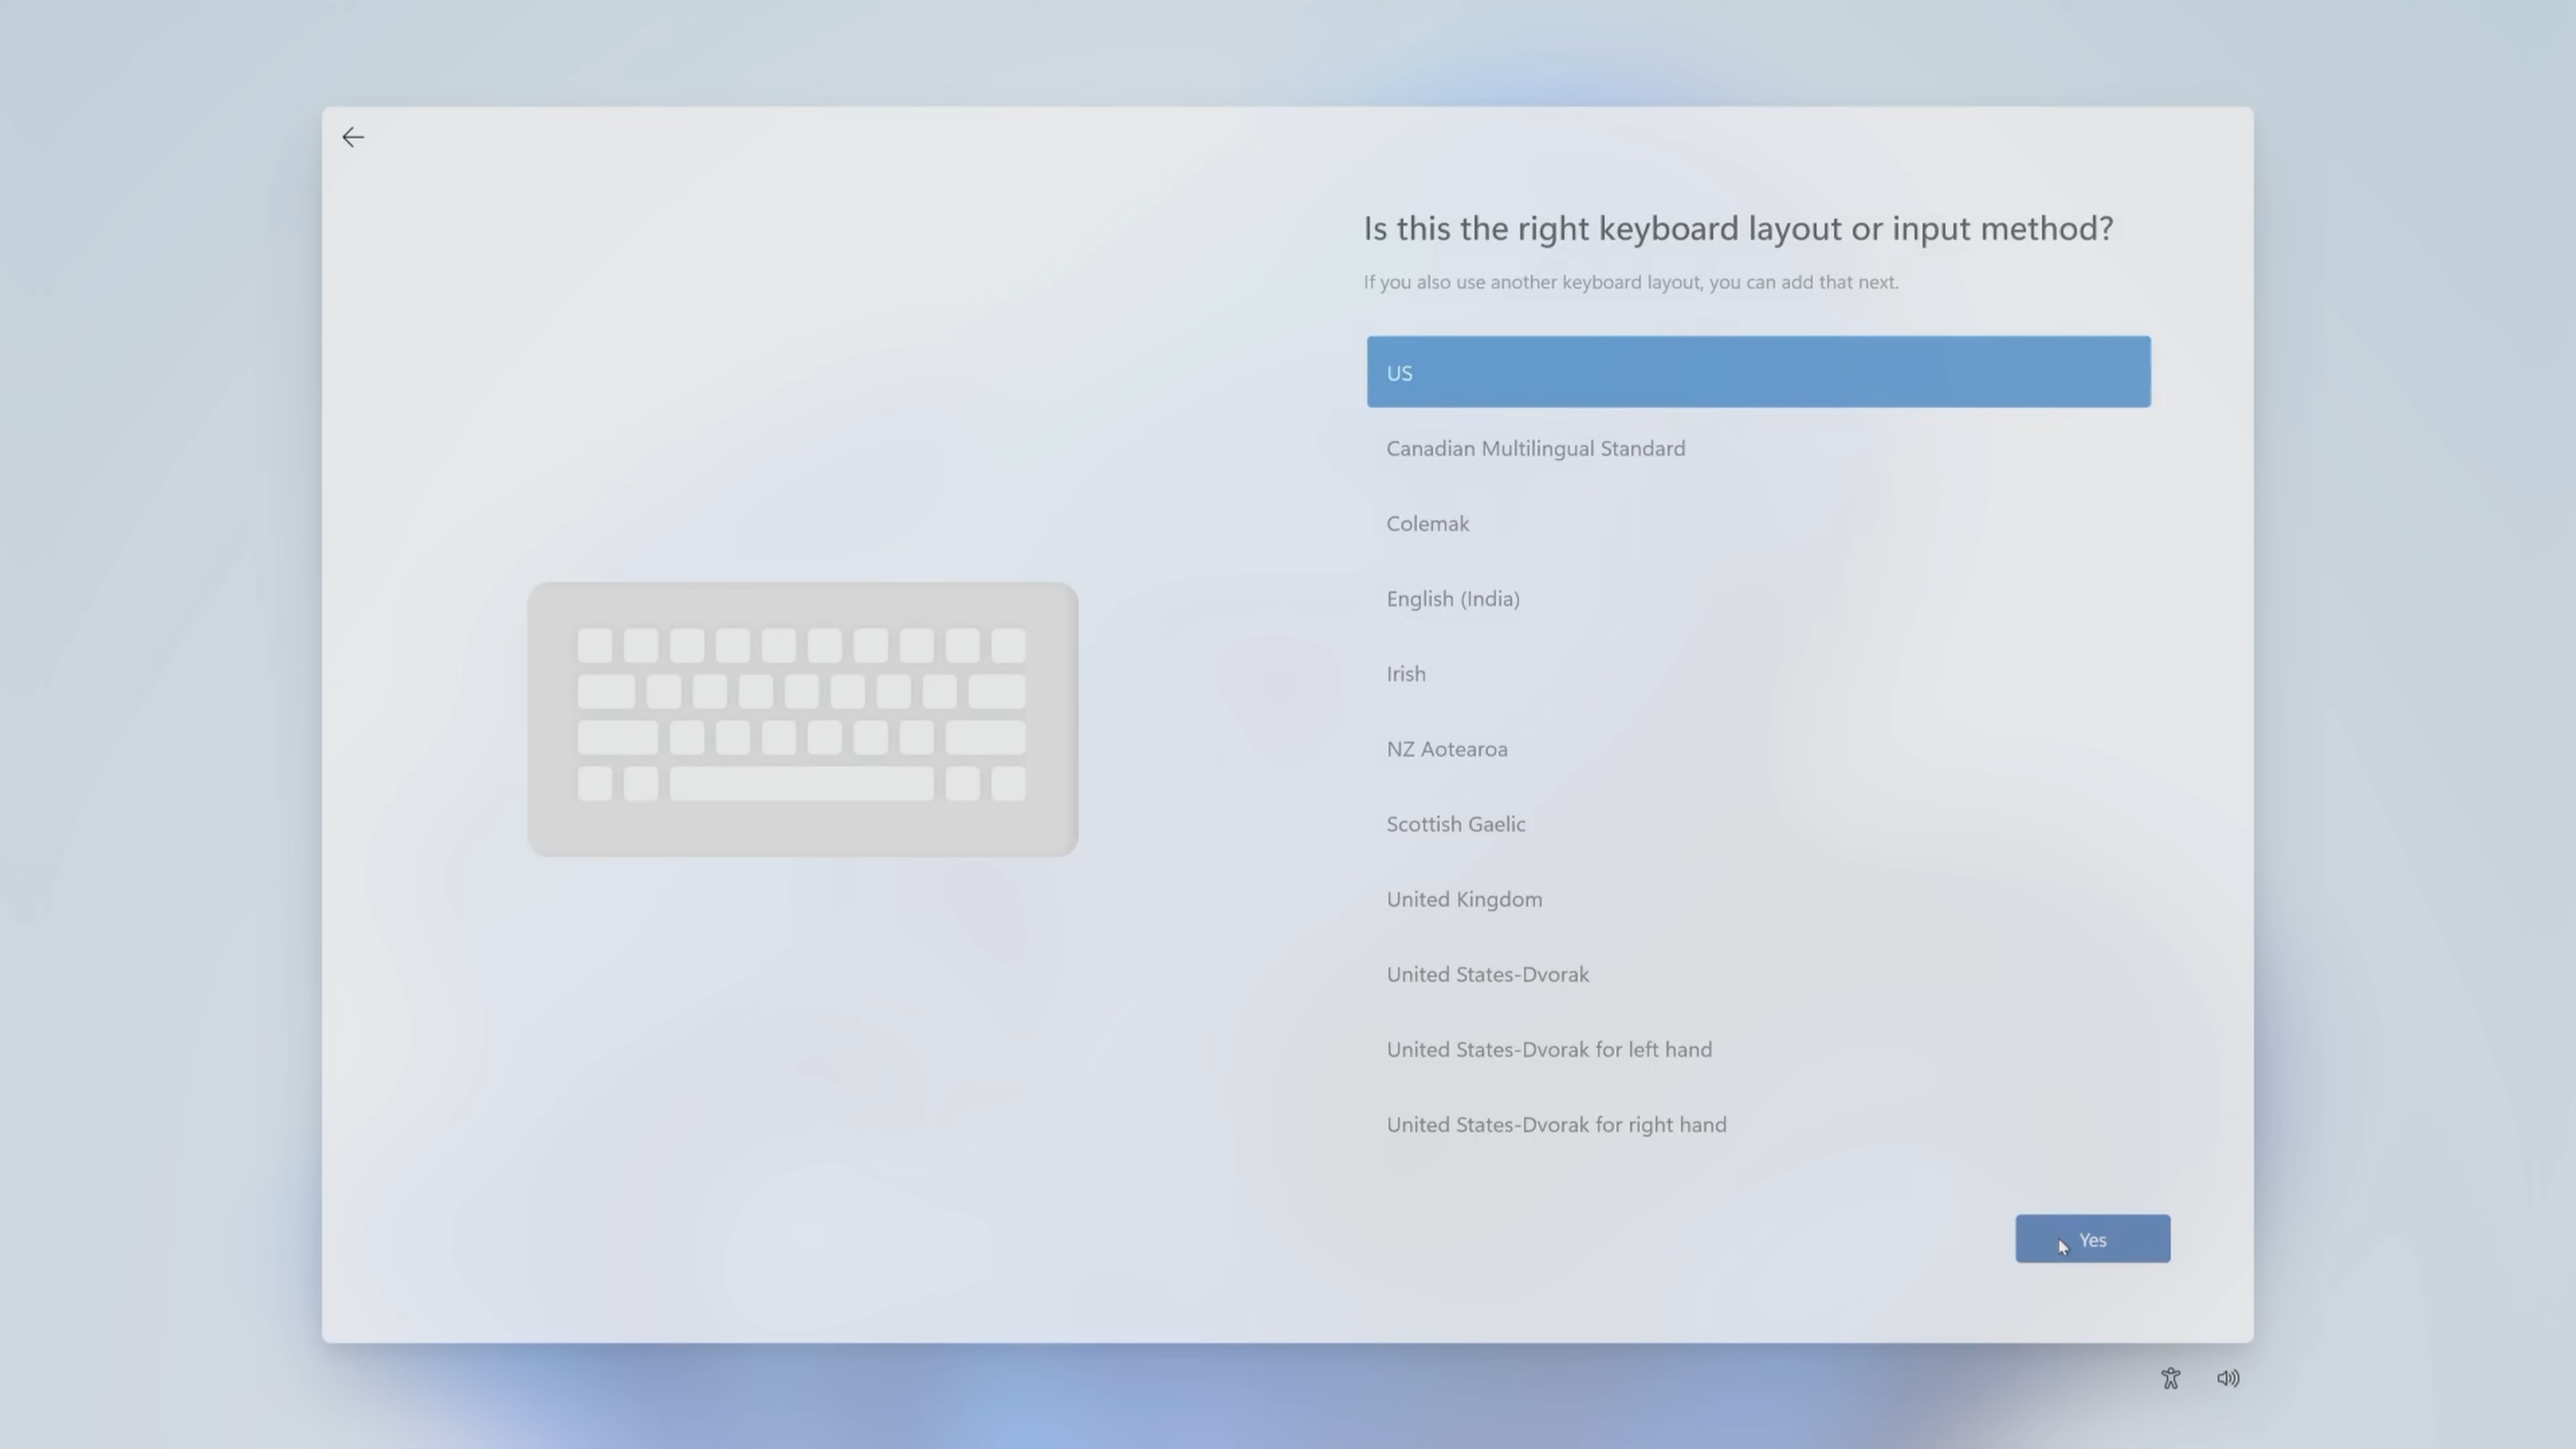 Is this the right keyboard layout or input method?
If you also use another keyboard layout, you can add that next.
US
Canadian Multilingual Standard
Colemak
English (India)
Irish
NZ Aotearoa
Scottish Gaelic
United Kingdom
United States-Dvorak
United States-Dvorak for left hand
United States-Dvorak for right hand
Yes